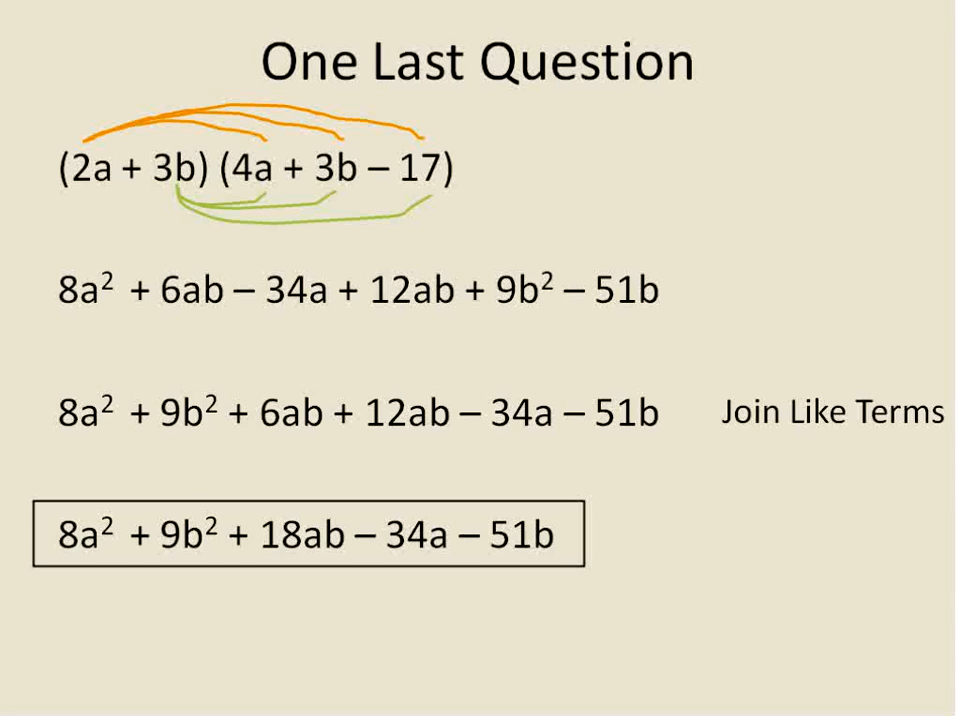 One Last Question
(2a + 3b) (4a + 3b – 17)
8a² + 6ab – 34a + 12ab + 9b² – 51b
8a² + 9b² + 6ab + 12ab – 34a – 51b Join Like Terms
8a² + 9b² + 18ab – 34a – 51b